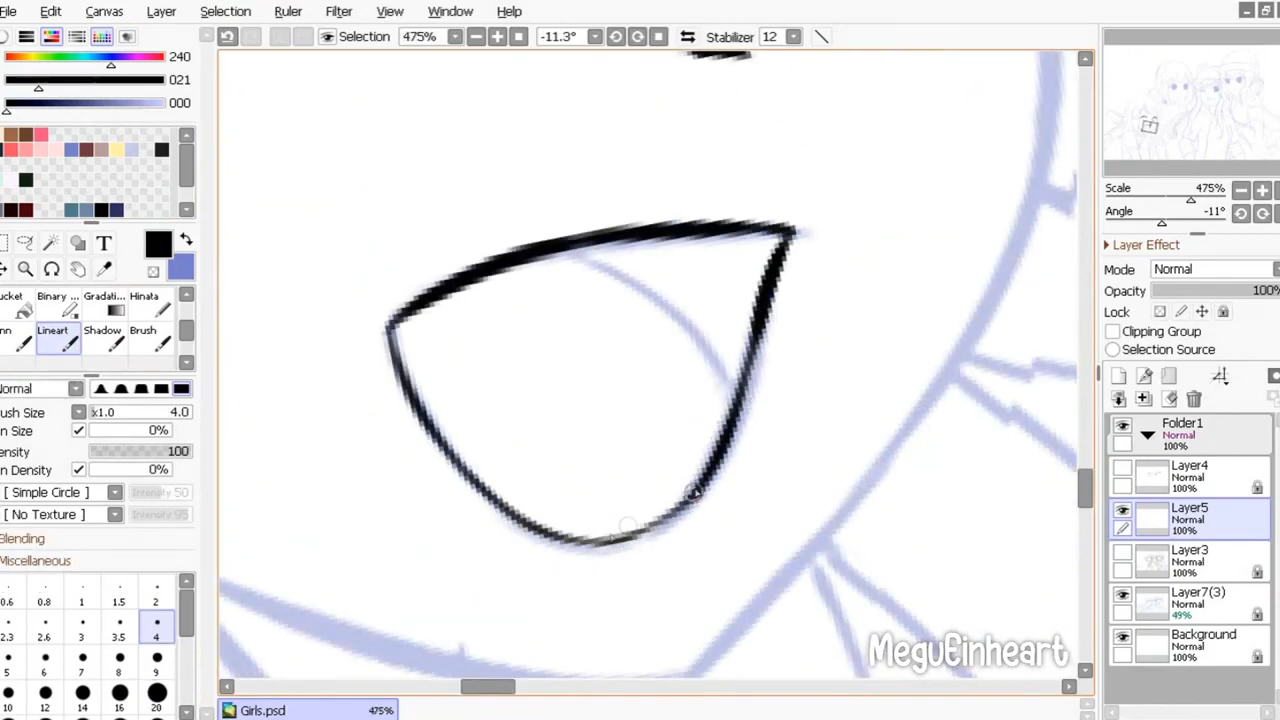 File Edit Canvas Layer Selection Ruler Filter View Window Help
Selection 475% -11.3° Stabilizer 12
240
021
000
T
Bucket Binary ... Gradati... Hinata
Lineart Shadow Brush
Normal
Brush Size x1.0 4.0
Min Size 0%
Density 100
Min Density 0%
[ Simple Circle ] Intensity 50
[ No Texture ] Intensity 95
Blending
Miscellaneous
0.6 0.8 1 1.5 2
2.3 2.6 3 3.5 4
5 6 7 8 9
10 12 14 16 20
Scale 475%
Angle -11°
Layer Effect
Mode Normal
Opacity 100%
Lock
Clipping Group
Selection Source
Folder1
Normal
100%
Layer4
Normal
100%
Layer5
Normal
100%
Layer3
Normal
100%
Layer7(3)
Normal
49%
Background
Normal
100%
MeguEinheart
Girls.psd 475%